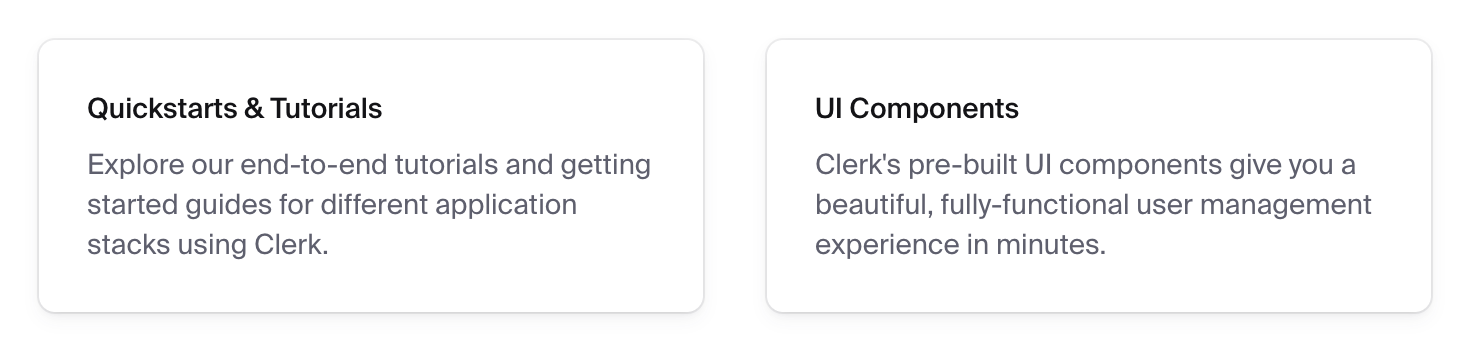 Quickstarts & Tutorials
Explore our end-to-end tutorials and getting
started guides for different application
stacks using Clerk.
UI Components
Clerk's pre-built UI components give you a
beautiful, fully-functional user management
experience in minutes.